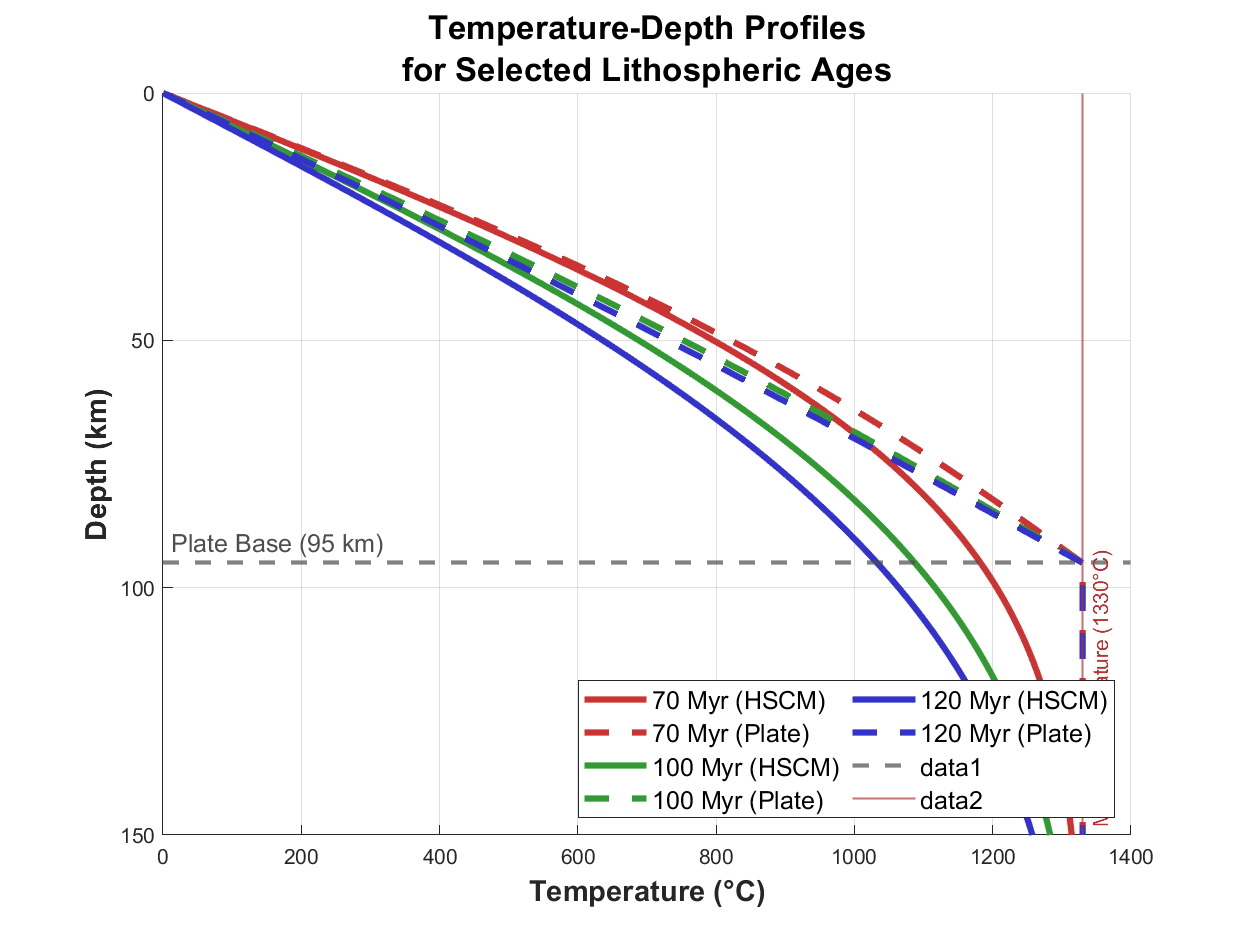 Temperature-Depth Profiles
for Selected Lithospheric Ages
0
50
100
150
Depth (km)
Plate Base (95 km)
(1330°C)
70 Myr (HSCM)
70 Myr (Plate)
100 Myr (HSCM)
100 Myr (Plate)
120 Myr (HSCM)
120 Myr (Plate)
data1
data2
0
200
400
600
800
1000
1200
1400
Temperature (°C)